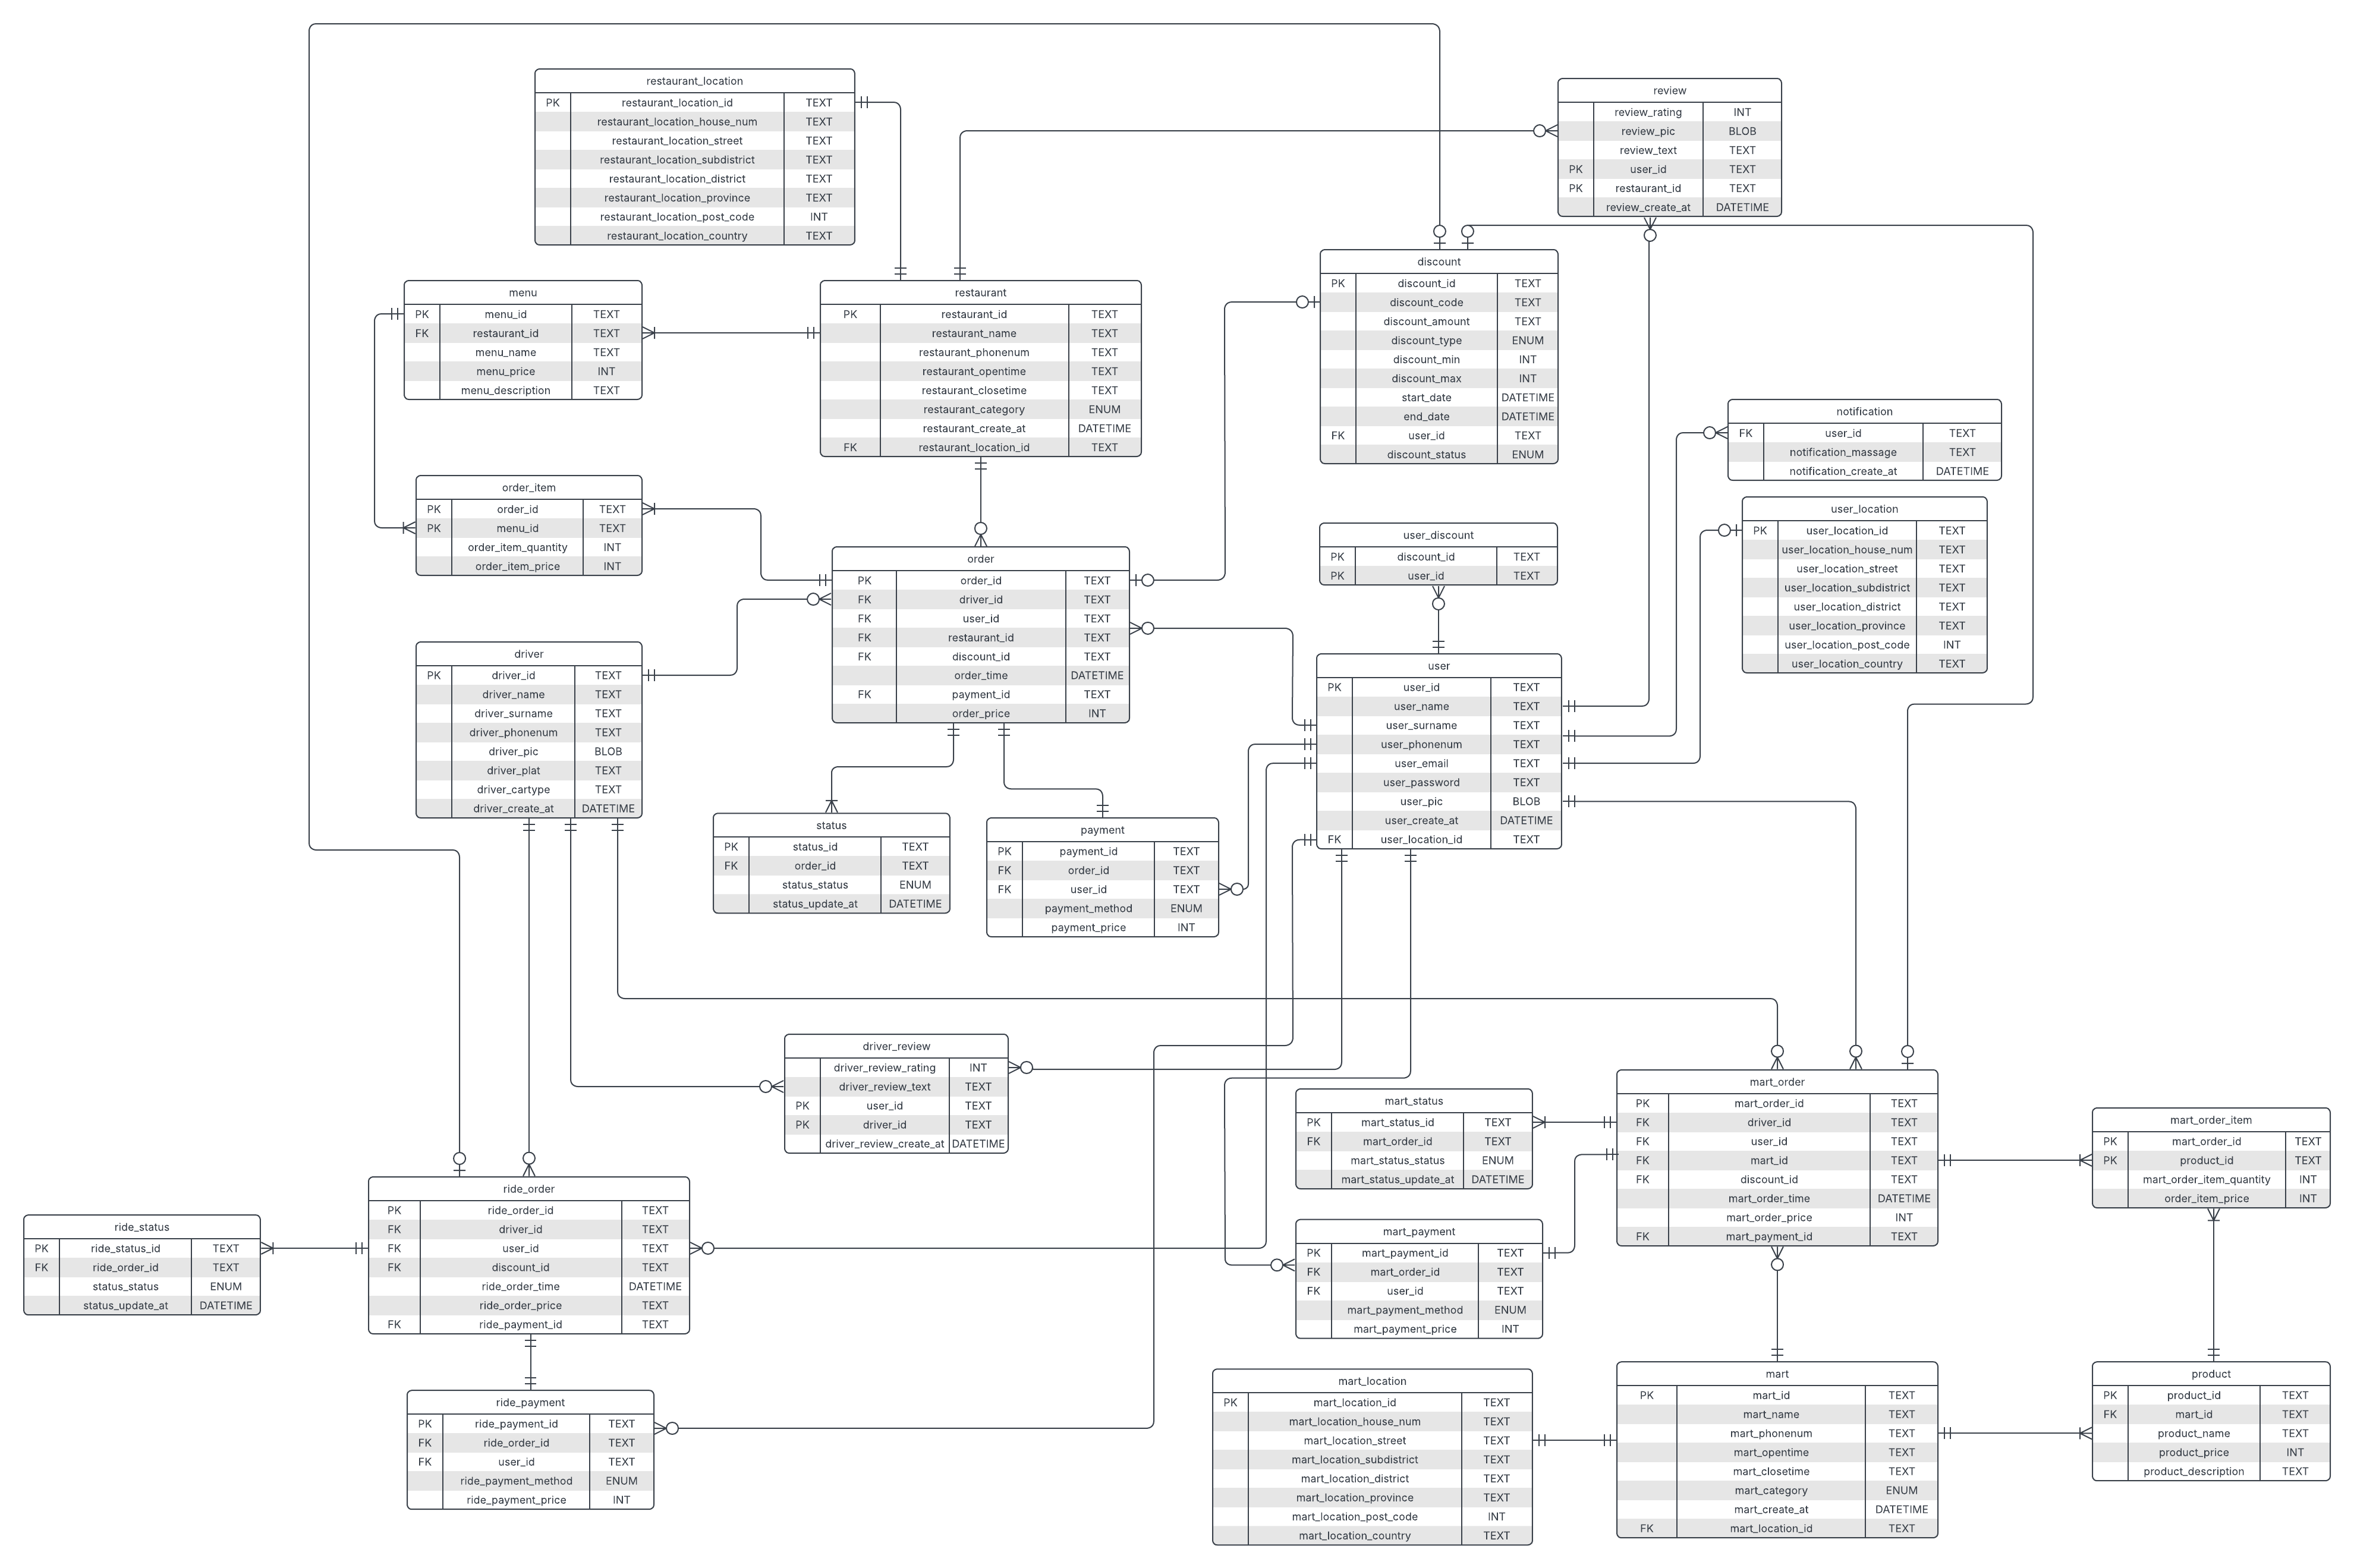 restaurant_location
PK restaurant_location_id TEXT
restaurant_location_house_num TEXT
restaurant_location_street TEXT
restaurant_location_subdistrict TEXT
restaurant_location_district TEXT
restaurant_location_province TEXT
restaurant_location_post_code INT
restaurant_location_country TEXT
review
review_rating INT
review_pic BLOB
review_text TEXT
PK user_id TEXT
PK restaurant_id TEXT
review_create_at DATETIME
menu
PK menu_id TEXT
FK restaurant_id TEXT
menu_name TEXT
menu_price INT
menu_description TEXT
restaurant
PK restaurant_id TEXT
restaurant_name TEXT
restaurant_phonenum TEXT
restaurant_opentime TEXT
restaurant_closetime TEXT
restaurant_category ENUM
restaurant_create_at DATETIME
FK restaurant_location_id TEXT
discount
PK discount_id TEXT
discount_code TEXT
discount_amount TEXT
discount_type ENUM
discount_min INT
discount_max INT
start_date DATETIME
end_date DATETIME
FK user_id TEXT
discount_status ENUM
notification
FK user_id TEXT
notification_massage TEXT
notification_create_at DATETIME
order_item
PK order_id TEXT
PK menu_id TEXT
order_item_quantity INT
order_item_price INT
user_location
PK user_location_id TEXT
user_location_house_num TEXT
user_location_street TEXT
user_location_subdistrict TEXT
user_location_district TEXT
user_location_province TEXT
user_location_post_code INT
user_location_country TEXT
user_discount
PK discount_id TEXT
PK user_id TEXT
order
PK order_id TEXT
FK driver_id TEXT
FK user_id TEXT
FK restaurant_id TEXT
FK discount_id TEXT
order_time DATETIME
FK payment_id TEXT
order_price INT
driver
PK driver_id TEXT
driver_name TEXT
driver_surname TEXT
driver_phonenum TEXT
driver_pic BLOB
driver_plat TEXT
driver_cartype TEXT
driver_create_at DATETIME
user
PK user_id TEXT
user_name TEXT
user_surname TEXT
user_phonenum TEXT
user_email TEXT
user_password TEXT
user_pic BLOB
user_create_at DATETIME
FK user_location_id TEXT
status
PK status_id TEXT
FK order_id TEXT
status_status ENUM
status_update_at DATETIME
payment
PK payment_id TEXT
FK order_id TEXT
FK user_id TEXT
payment_method ENUM
payment_price INT
driver_review
driver_review_rating INT
driver_review_text TEXT
PK user_id TEXT
PK driver_id TEXT
driver_review_create_at DATETIME
mart_status
PK mart_status_id TEXT
FK mart_order_id TEXT
mart_status_status ENUM
mart_status_update_at DATETIME
mart_order
PK mart_order_id TEXT
FK driver_id TEXT
FK user_id TEXT
FK mart_id TEXT
FK discount_id TEXT
mart_order_time DATETIME
mart_order_price INT
FK mart_payment_id TEXT
mart_order_item
PK mart_order_id TEXT
PK product_id TEXT
mart_order_item_quantity INT
order_item_price INT
ride_order
PK ride_order_id TEXT
FK driver_id TEXT
FK user_id TEXT
FK discount_id TEXT
ride_order_time DATETIME
ride_order_price TEXT
FK ride_payment_id TEXT
ride_status
PK ride_status_id TEXT
FK ride_order_id TEXT
status_status ENUM
status_update_at DATETIME
mart_payment
PK mart_payment_id TEXT
FK mart_order_id TEXT
FK user_id TEXT
mart_payment_method ENUM
mart_payment_price INT
ride_payment
PK ride_payment_id TEXT
FK ride_order_id TEXT
FK user_id TEXT
ride_payment_method ENUM
ride_payment_price INT
mart_location
PK mart_location_id TEXT
mart_location_house_num TEXT
mart_location_street TEXT
mart_location_subdistrict TEXT
mart_location_district TEXT
mart_location_province TEXT
mart_location_post_code INT
mart_location_country TEXT
mart
PK mart_id TEXT
mart_name TEXT
mart_phonenum TEXT
mart_opentime TEXT
mart_closetime TEXT
mart_category ENUM
mart_create_at DATETIME
FK mart_location_id TEXT
product
PK product_id TEXT
FK mart_id TEXT
product_name TEXT
product_price INT
product_description TEXT